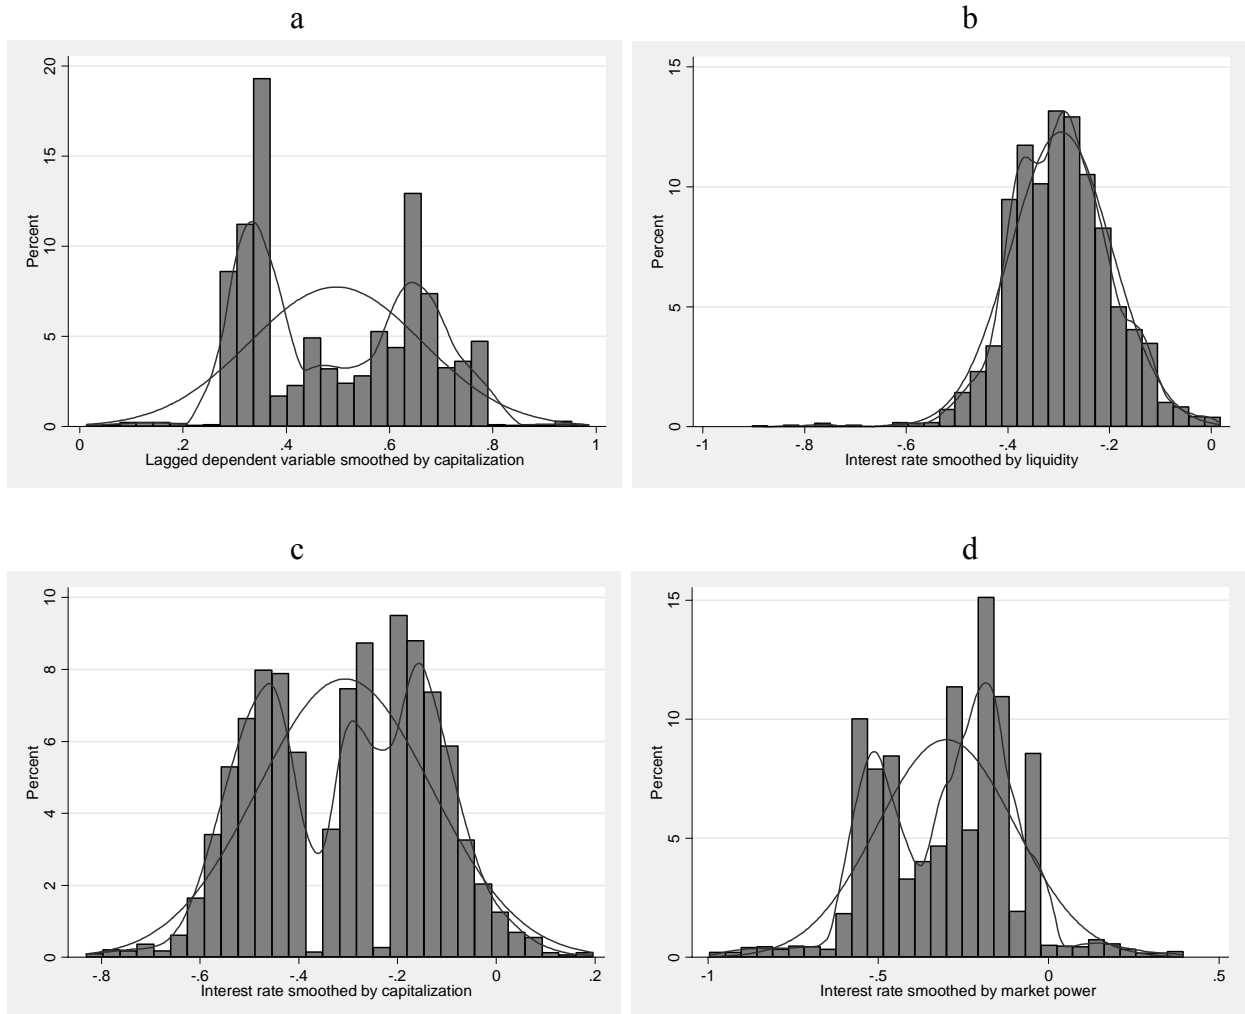 a
b
Percent
0 5 10 15 20
0 .2 .4 .6 .8 1
Lagged dependent variable smoothed by capitalization
Percent
0 5 10 15
-1 -.8 -.6 -.4 -.2 0
Interest rate smoothed by liquidity
c
d
Percent
0 2 4 6 8 10
-.8 -.6 -.4 -.2 0 .2
Interest rate smoothed by capitalization
Percent
0 5 10 15
-1 -.5 0 .5
Interest rate smoothed by market power